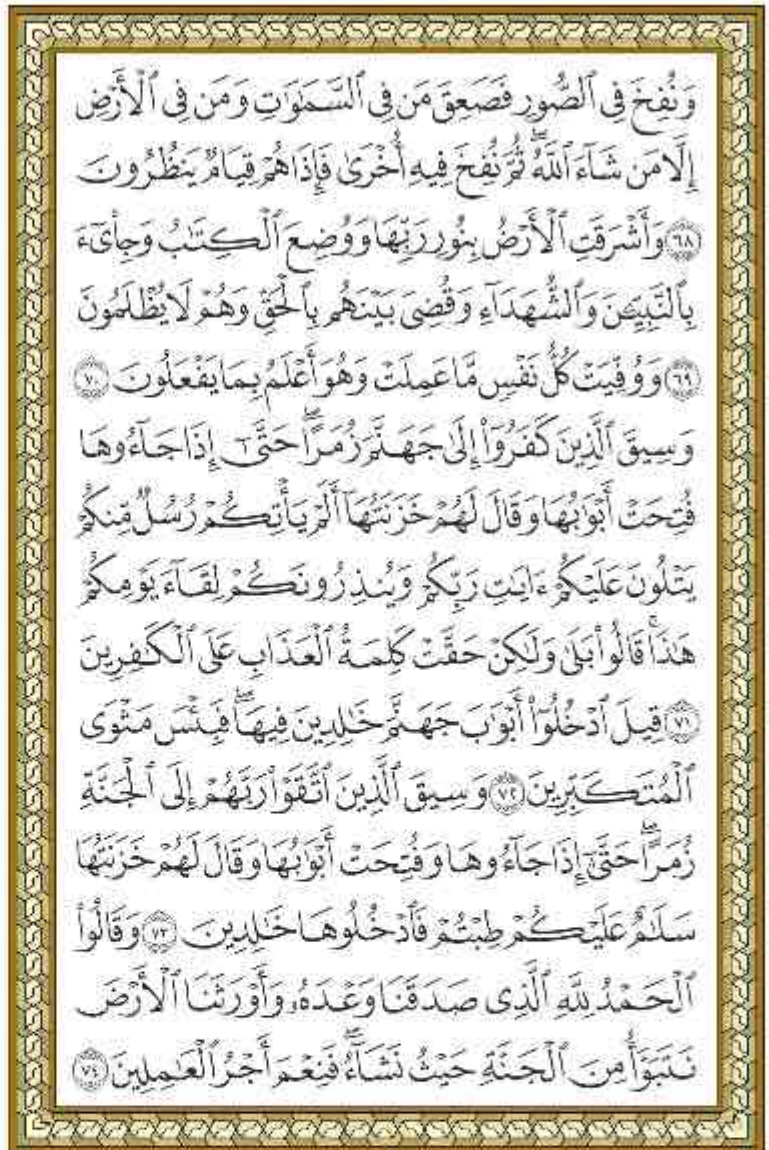 وَنُفِخَ فِى ٱلصُّورِ فَصَعِقَ مَن فِى ٱلسَّمَٰوَٰتِ وَمَن فِى ٱلْأَرْضِ
إِلَّا مَن شَآءَ ٱللَّهُ ۖ ثُمَّ نُفِخَ فِيهِ أُخْرَىٰ فَإِذَا هُمْ قِيَامٌ يَنظُرُونَ
﴿٦٨﴾ وَأَشْرَقَتِ ٱلْأَرْضُ بِنُورِ رَبِّهَا وَوُضِعَ ٱلْكِتَٰبُ وَجِا۟ىٓءَ
بِٱلنَّبِيِّۦنَ وَٱلشُّهَدَآءِ وَقُضِىَ بَيْنَهُم بِٱلْحَقِّ وَهُمْ لَا يُظْلَمُونَ
﴿٦٩﴾ وَوُفِّيَتْ كُلُّ نَفْسٍ مَّا عَمِلَتْ وَهُوَ أَعْلَمُ بِمَا يَفْعَلُونَ ﴿٧٠﴾
وَسِيقَ ٱلَّذِينَ كَفَرُوٓا۟ إِلَىٰ جَهَنَّمَ زُمَرًا ۖ حَتَّىٰٓ إِذَا جَآءُوهَا
فُتِحَتْ أَبْوَٰبُهَا وَقَالَ لَهُمْ خَزَنَتُهَآ أَلَمْ يَأْتِكُمْ رُسُلٌ مِّنكُمْ
يَتْلُونَ عَلَيْكُمْ ءَايَٰتِ رَبِّكُمْ وَيُنذِرُونَكُمْ لِقَآءَ يَوْمِكُمْ
هَٰذَا ۚ قَالُوا۟ بَلَىٰ وَلَٰكِنْ حَقَّتْ كَلِمَةُ ٱلْعَذَابِ عَلَى ٱلْكَٰفِرِينَ
﴿٧١﴾ قِيلَ ٱدْخُلُوٓا۟ أَبْوَٰبَ جَهَنَّمَ خَٰلِدِينَ فِيهَا ۖ فَبِئْسَ مَثْوَى
ٱلْمُتَكَبِّرِينَ ﴿٧٢﴾ وَسِيقَ ٱلَّذِينَ ٱتَّقَوْا۟ رَبَّهُمْ إِلَى ٱلْجَنَّةِ
زُمَرًا ۖ حَتَّىٰٓ إِذَا جَآءُوهَا وَفُتِحَتْ أَبْوَٰبُهَا وَقَالَ لَهُمْ خَزَنَتُهَا
سَلَٰمٌ عَلَيْكُمْ طِبْتُمْ فَٱدْخُلُوهَا خَٰلِدِينَ ﴿٧٣﴾ وَقَالُوا۟
ٱلْحَمْدُ لِلَّهِ ٱلَّذِى صَدَقَنَا وَعْدَهُۥ وَأَوْرَثَنَا ٱلْأَرْضَ
نَتَبَوَّأُ مِنَ ٱلْجَنَّةِ حَيْثُ نَشَآءُ ۖ فَنِعْمَ أَجْرُ ٱلْعَٰمِلِينَ ﴿٧٤﴾